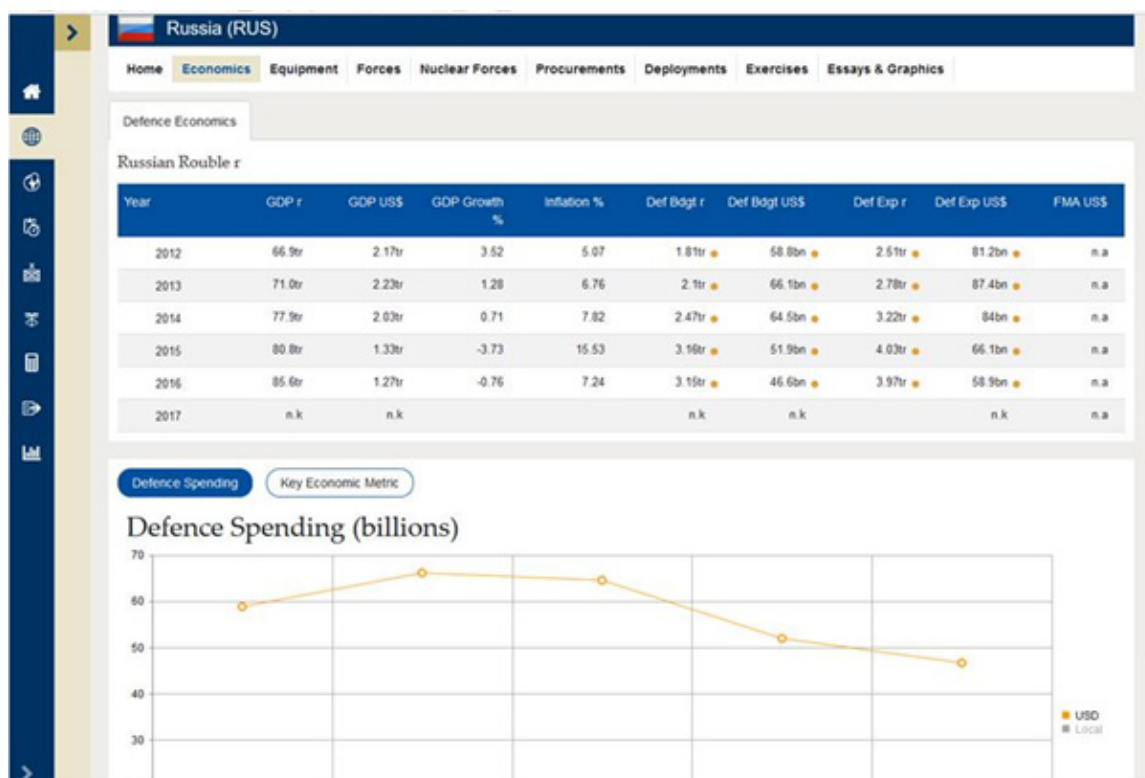 Russia (RUS)
Home Economics Equipment Forces Nuclear Forces Procurements Deployments Exercises Essays & Graphics
Defence Economics
Russian Rouble r
Year GDP r GDP US$ GDP Growth % Inflation % Def Bdgt r Def Bdgt US$ Def Exp r Def Exp US$ FMA US$
2012 66.9tr 2.17tr 3.52 5.07 1.81tr 58.8bn 2.51tr 81.2bn n.a
2013 71.0tr 2.23tr 1.28 6.76 2.1tr 66.1bn 2.78tr 87.4bn n.a
2014 77.9tr 2.03tr 0.71 7.82 2.47tr 64.5bn 3.22tr 84bn n.a
2015 80.8tr 1.33tr -3.73 15.53 3.16tr 51.9bn 4.03tr 66.1bn n.a
2016 85.6tr 1.27tr -0.76 7.24 3.15tr 46.6bn 3.97tr 58.9bn n.a
2017 n.k n.k n.k n.k n.k n.a
Defence Spending Key Economic Metric
Defence Spending (billions)
70
60
50
40
30
USD
Local